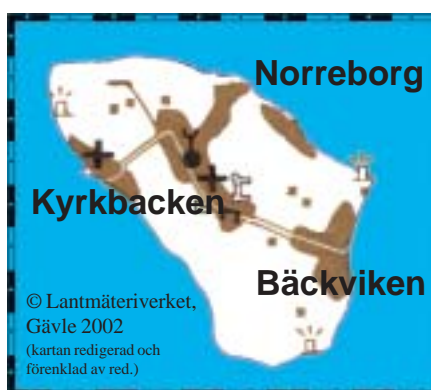 Norreborg
Kyrkbacken
Bäckviken
© Lantmäteriverket,
Gävle 2002
(kartan redigerad och
förenklad av red.)